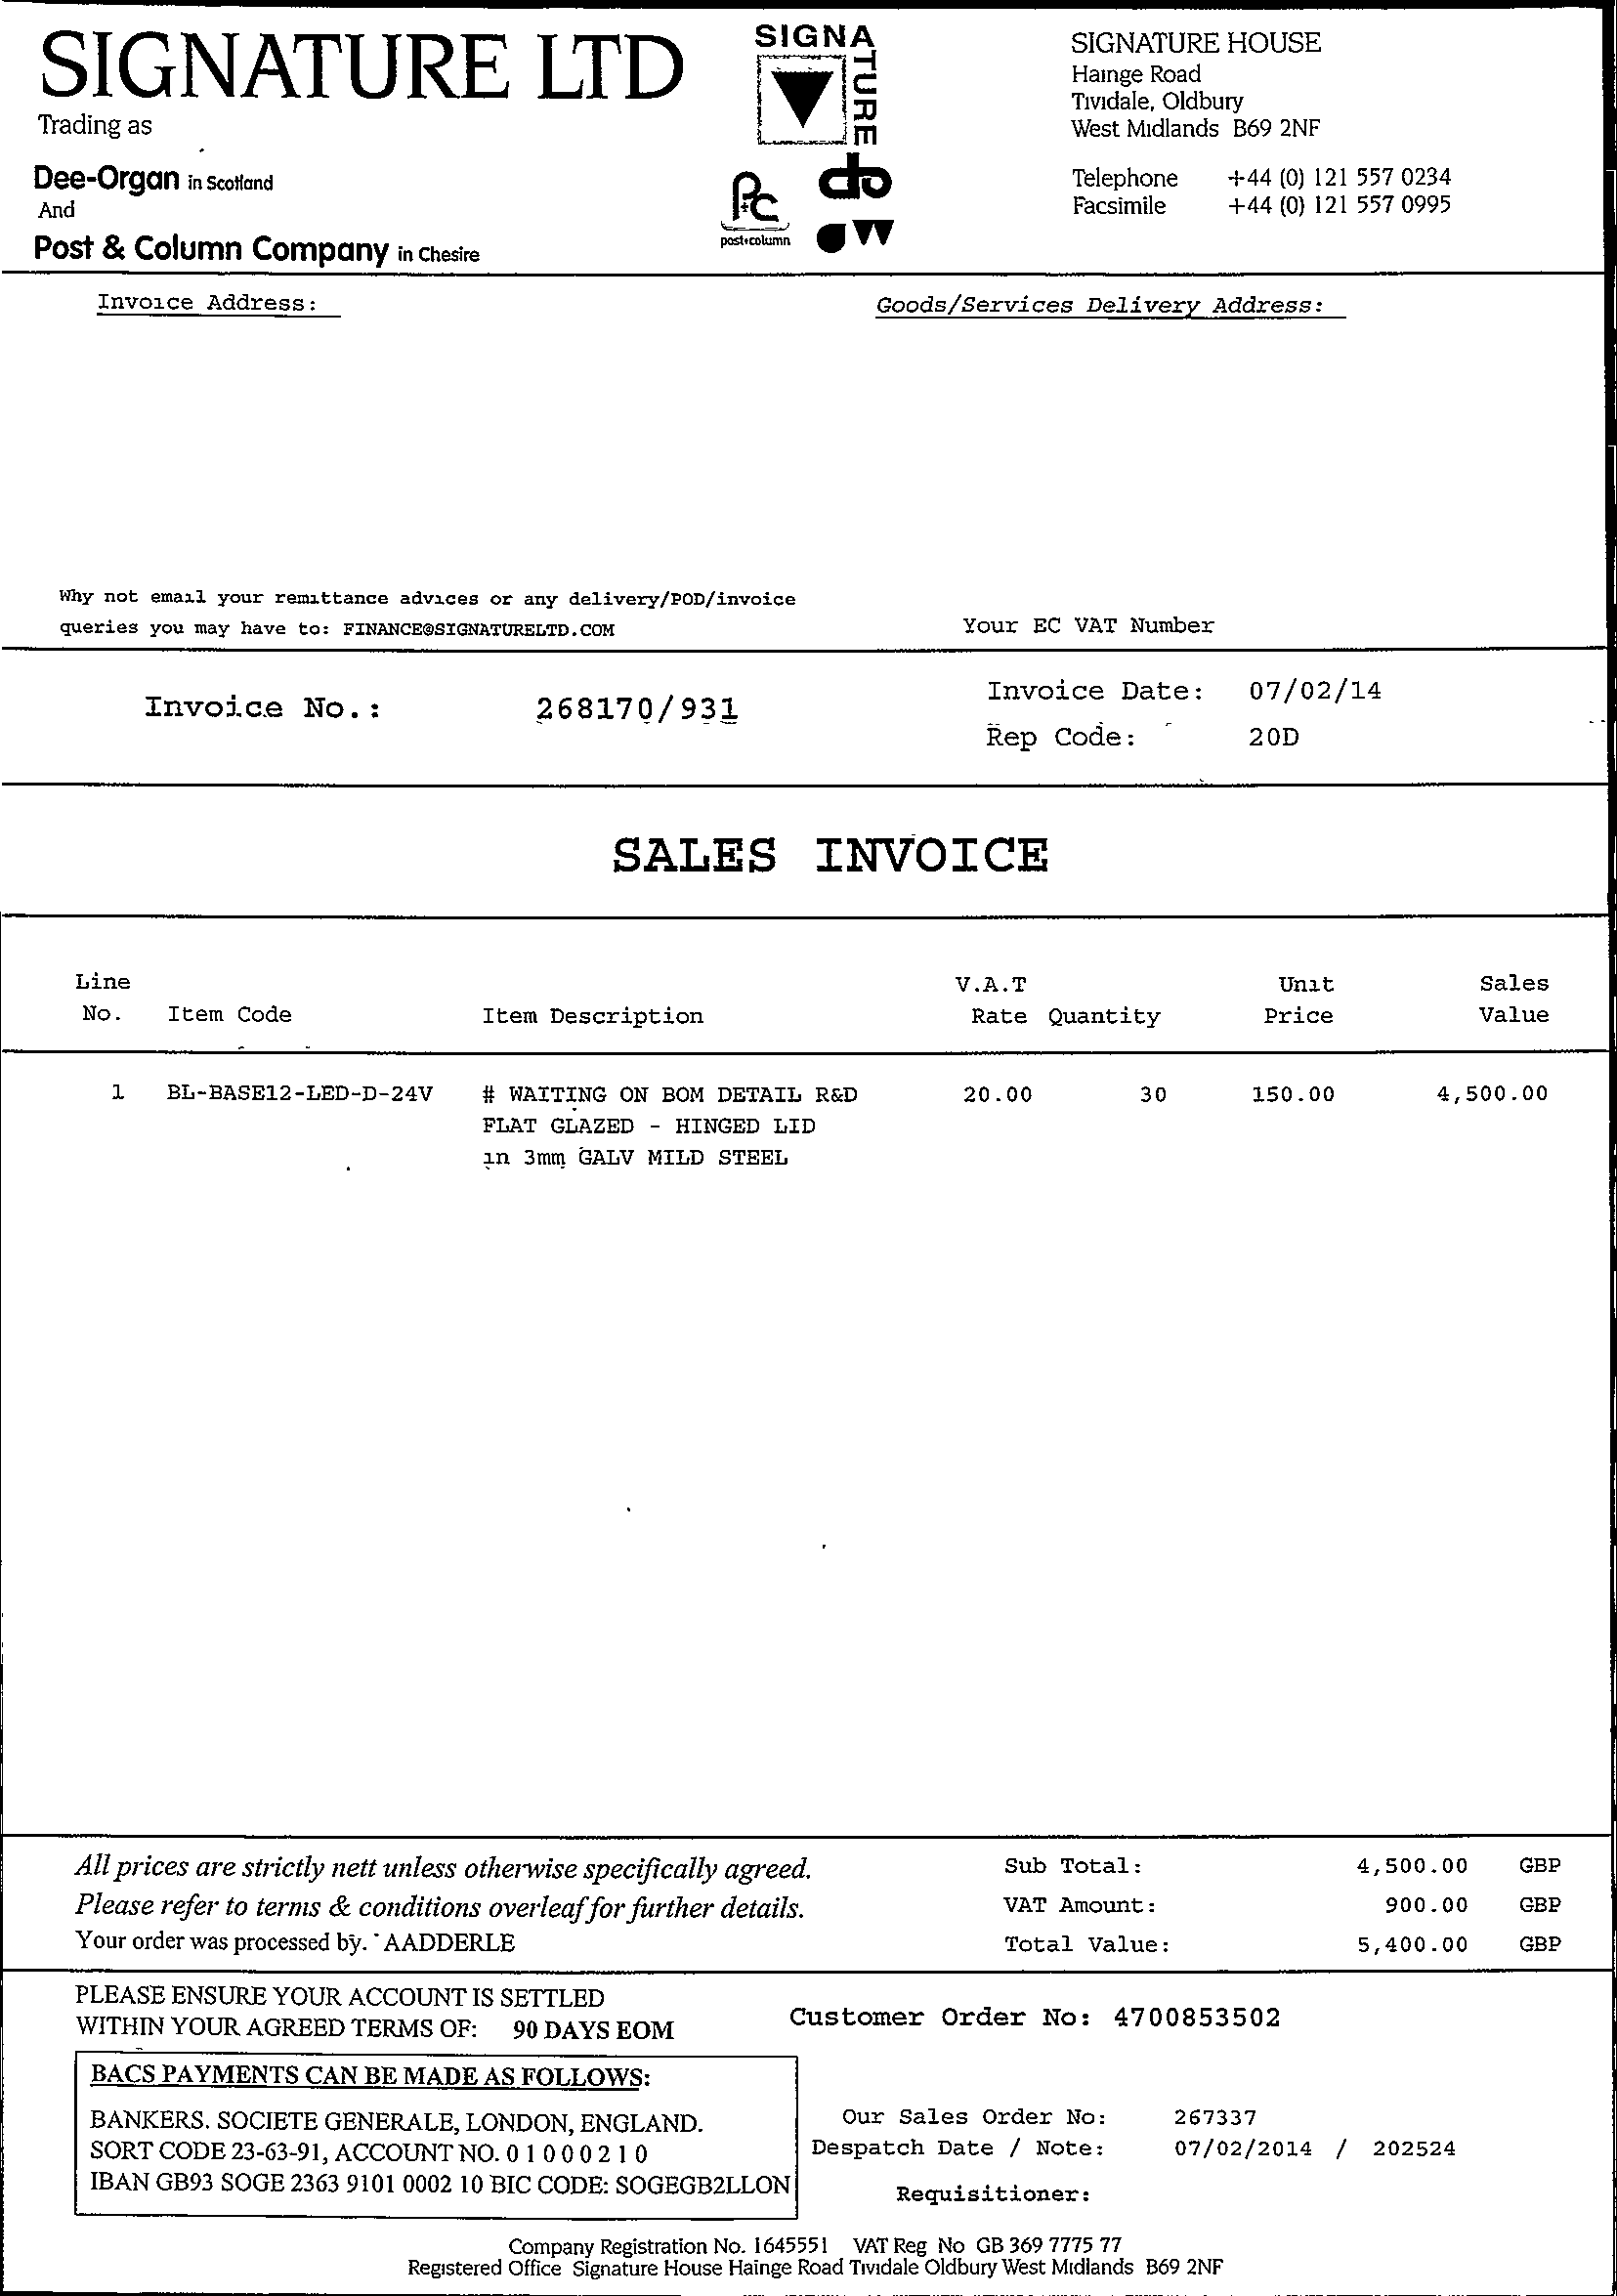 SIGNATURE LTD
Trading as
Dee-Organ in Scotland
And
Post & Column Company in Chesire
SIGNATURE
post+column
SIGNATURE HOUSE
Hainge Road
Tividale, Oldbury
West Midlands B69 2NF
Telephone +44 (0) 121 557 0234
Facsimile +44 (0) 121 557 0995
Invoice Address:
Goods/Services Delivery Address:
Why not email your remittance advices or any delivery/POD/invoice
queries you may have to: FINANCE@SIGNATURELTD.COM
Your EC VAT Number
Invoice No.: 268170/931
Invoice Date: 07/02/14
Rep Code: 20D
SALES INVOICE
Line V.A.T Unit Sales
No. Item Code Item Description Rate Quantity Price Value
1 BL-BASE12-LED-D-24V # WAITING ON BOM DETAIL R&D 20.00 30 150.00 4,500.00
FLAT GLAZED - HINGED LID
in 3mm GALV MILD STEEL
All prices are strictly nett unless otherwise specifically agreed.
Please refer to terms & conditions overleaf for further details.
Your order was processed by. AADDERLE
Sub Total: 4,500.00 GBP
VAT Amount: 900.00 GBP
Total Value: 5,400.00 GBP
PLEASE ENSURE YOUR ACCOUNT IS SETTLED
WITHIN YOUR AGREED TERMS OF: 90 DAYS EOM
Customer Order No: 4700853502
BACS PAYMENTS CAN BE MADE AS FOLLOWS:
BANKERS. SOCIETE GENERALE, LONDON, ENGLAND.
SORT CODE 23-63-91, ACCOUNT NO. 0 1 0 0 0 2 1 0
IBAN GB93 SOGE 2363 9101 0002 10 BIC CODE: SOGEGB2LLON
Our Sales Order No: 267337
Despatch Date / Note: 07/02/2014 / 202524
Requisitioner:
Company Registration No. 1645551 VAT Reg No GB 369 7775 77
Registered Office Signature House Hainge Road Tividale Oldbury West Midlands B69 2NF